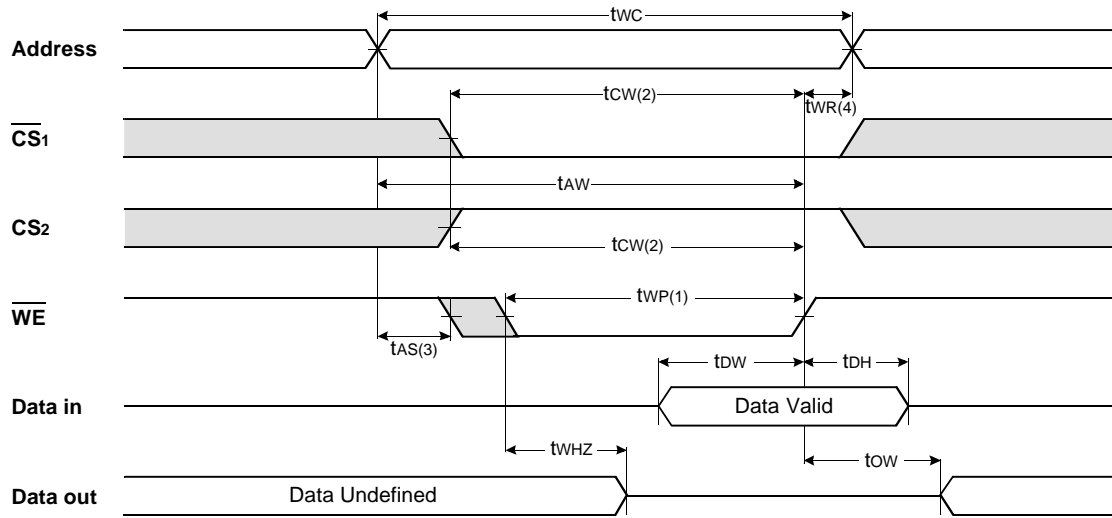 tWC
Address
tCW(2)
tWR(4)
CS1
tAW
CS2
tCW(2)
tWP(1)
WE
tAS(3)
tDW
tDH
Data in
Data Valid
tWHZ
tOW
Data out
Data Undefined